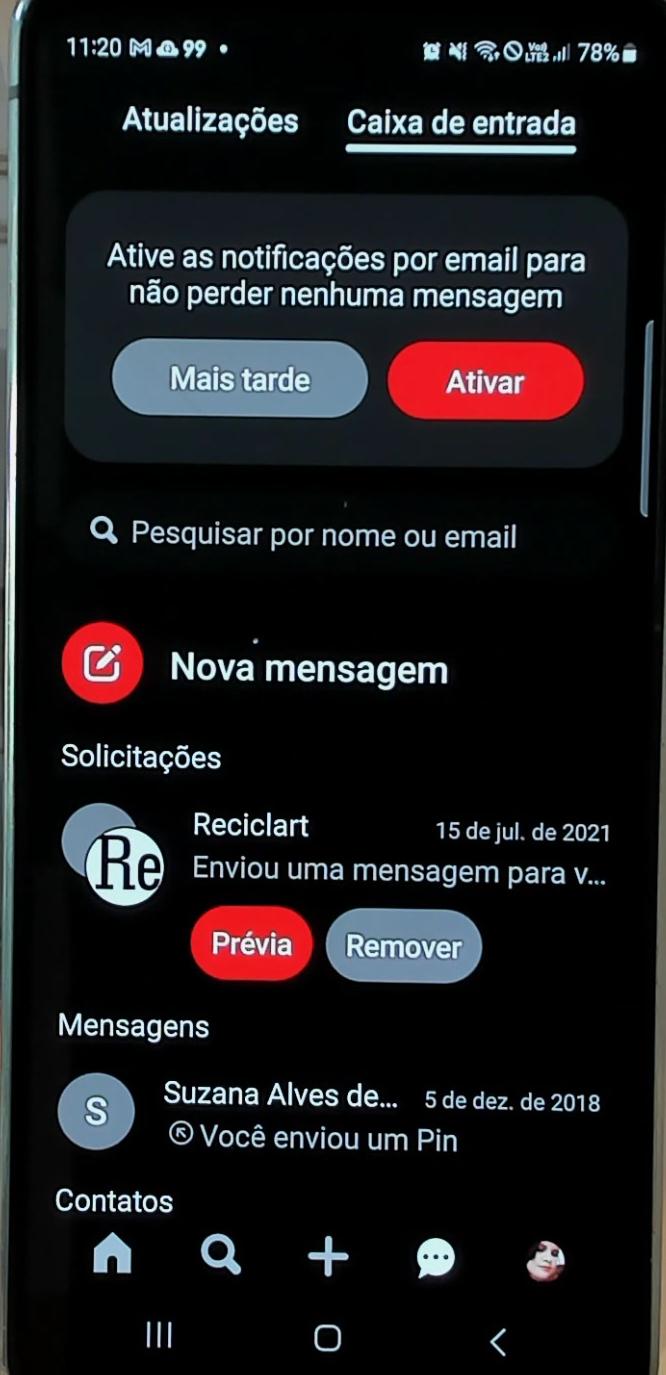 11:20 99
VoD LTE2 78%
Atualizações Caixa de entrada
Ative as notificações por email para
não perder nenhuma mensagem
Mais tarde Ativar
Pesquisar por nome ou email
Nova mensagem
Solicitações
Reciclart 15 de jul. de 2021
Re
Enviou uma mensagem para v...
Prévia Remover
Mensagens
Suzana Alves de... 5 de dez. de 2018
S
Você enviou um Pin
Contatos